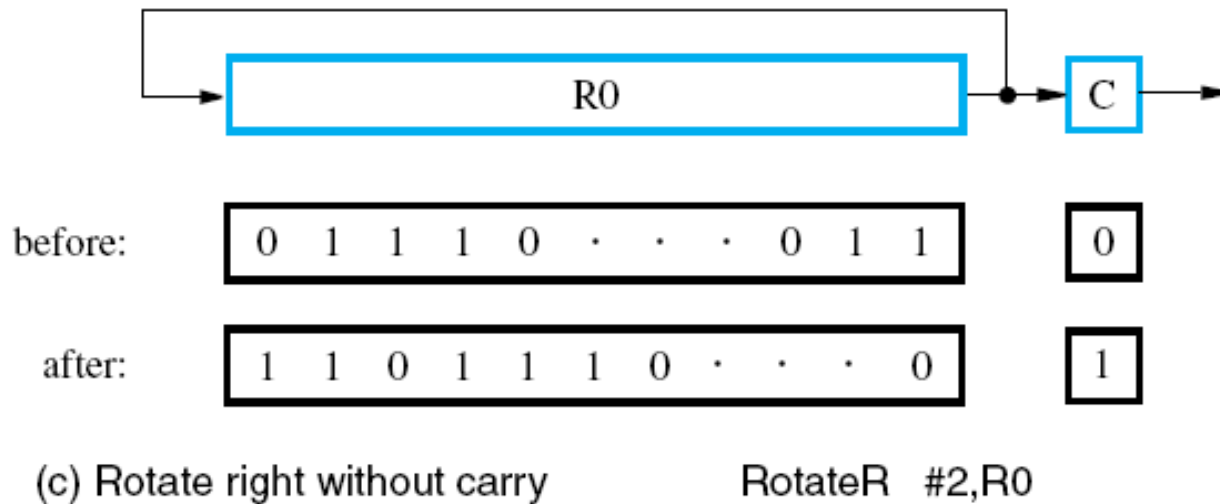 R0 C
before: 0 1 1 1 0 · · · 0 1 1 0
after: 1 1 0 1 1 1 0 · · · 0 1
(c) Rotate right without carry RotateR #2,R0